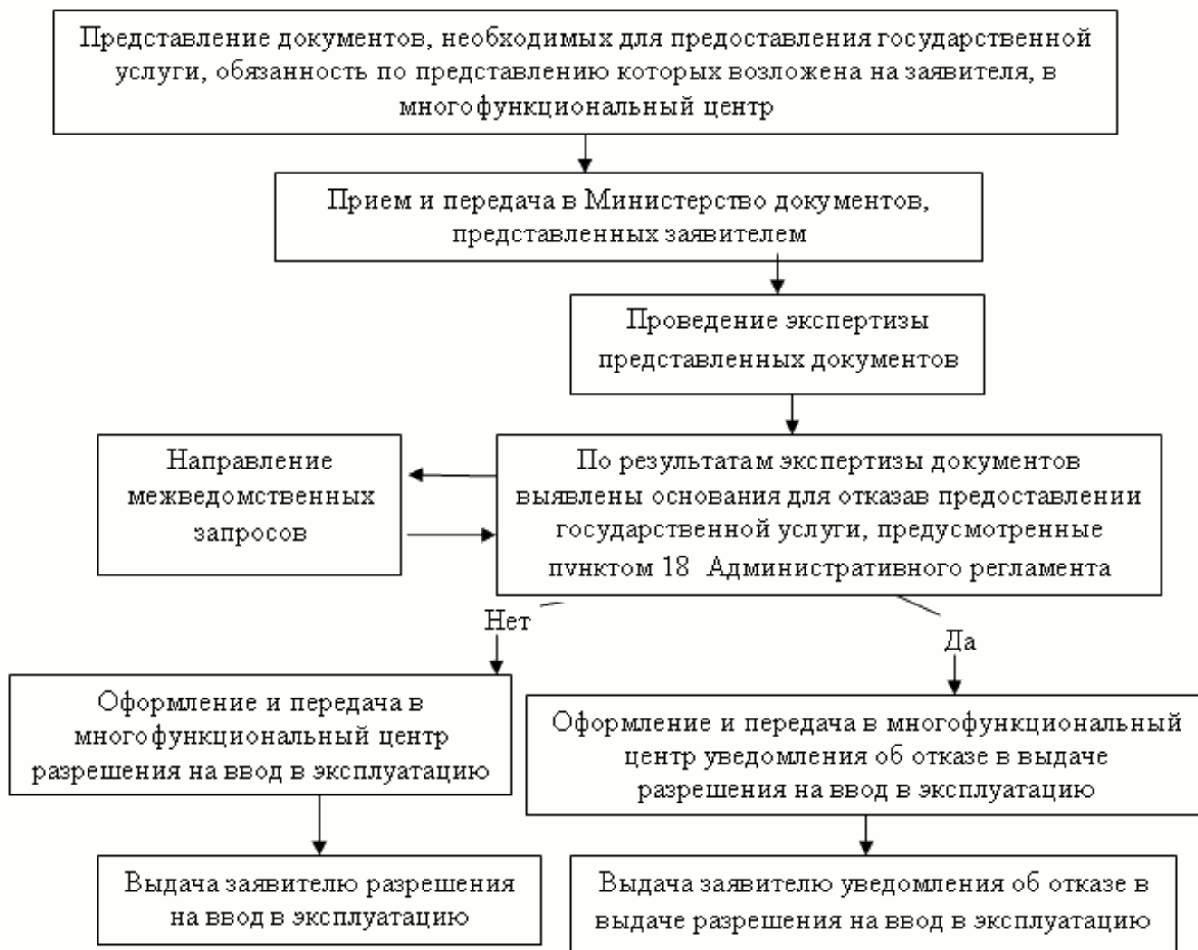 Представление документов, необходимых для предоставления государственной
услуги, обязанность по представлению которых возложена на заявителя, в
многофункциональный центр
Прием и передача в Министерство документов,
представленных заявителем
Проведение экспертизы
представленных документов
Направление
межведомственных
запросов
По результатам экспертизы документов
выявлены основания для отказав предоставлении
государственной услуги, предусмотренные
пунктом 18 Административного регламента
Нет
Да
Оформление и передача в
многофункциональный центр
разрешения на ввод в эксплуатацию
Оформление и передача в многофункциональный
центр уведомления об отказе в выдаче
разрешения на ввод в эксплуатацию
Выдача заявителю разрешения
на ввод в эксплуатацию
Выдача заявителю уведомления об отказе в
выдаче разрешения на ввод в эксплуатацию